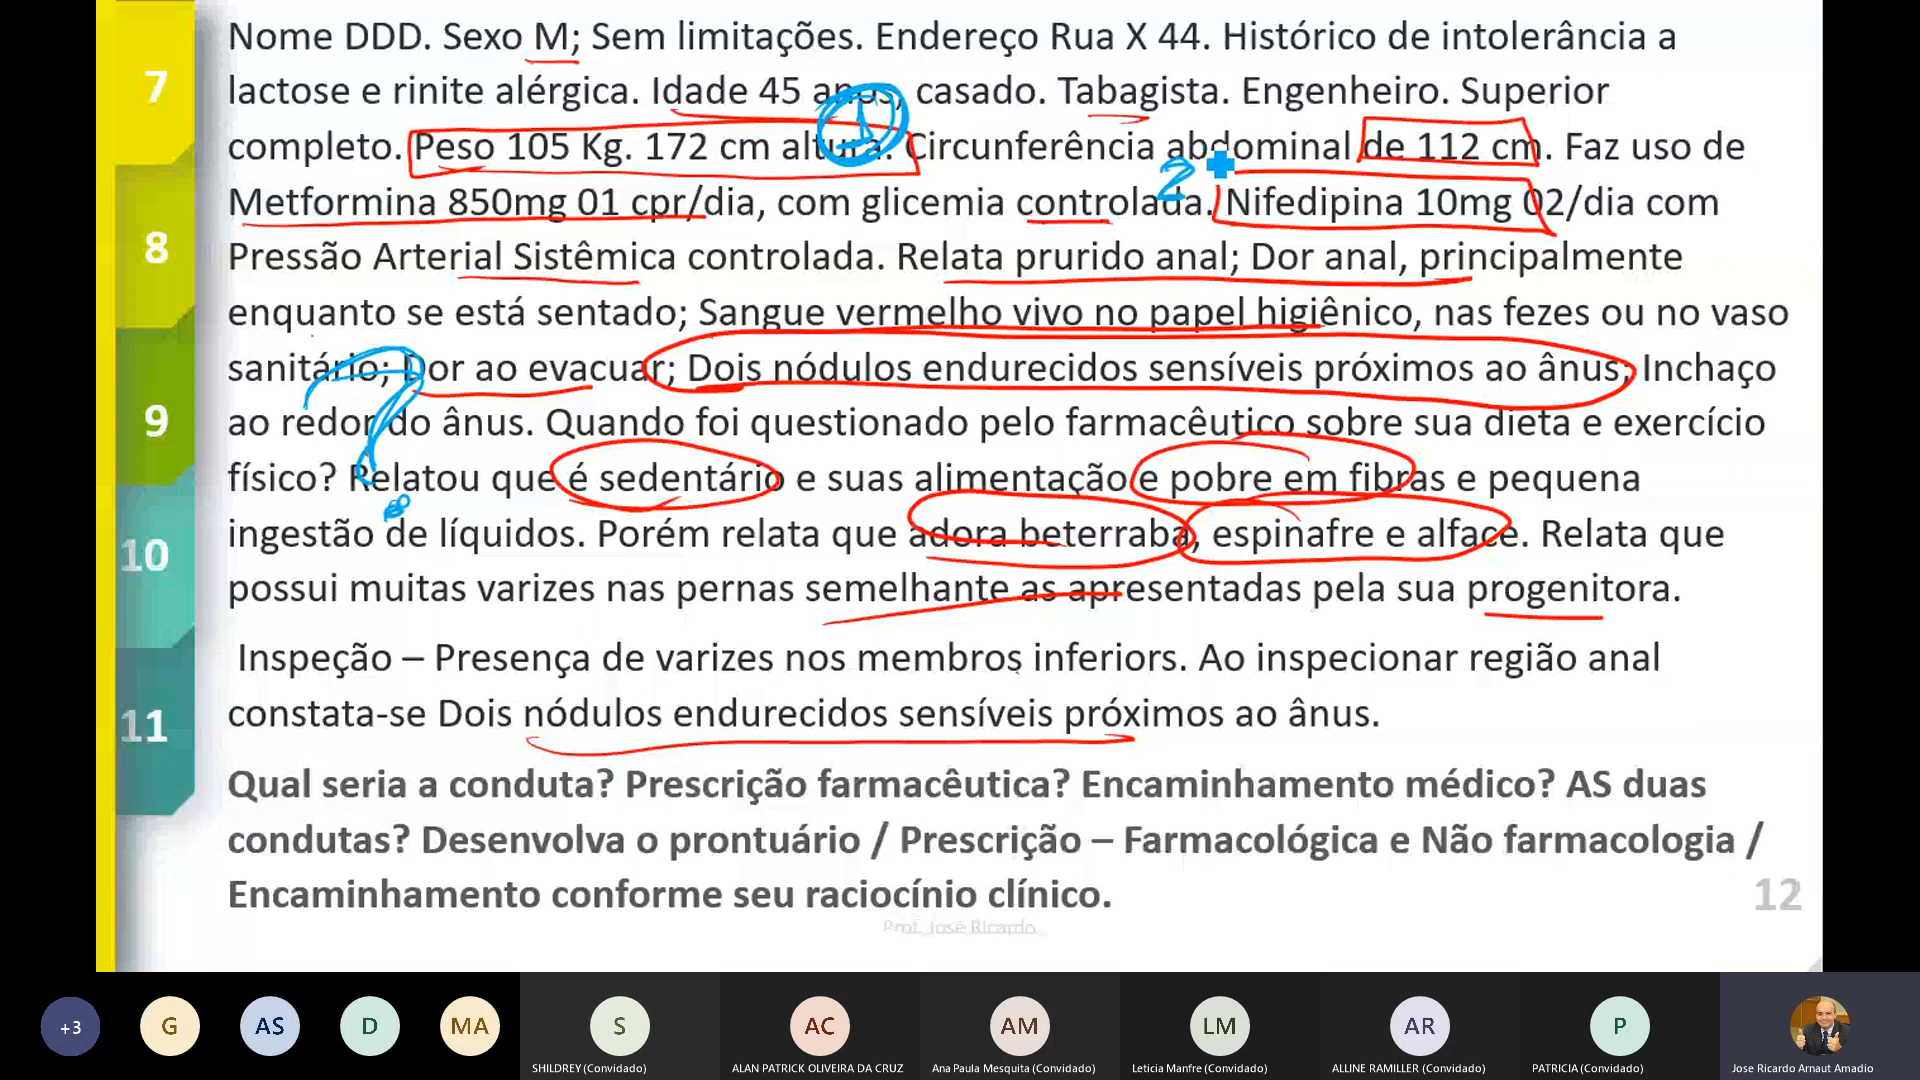 7
8
9
10
11
Nome DDD. Sexo M; Sem limitações. Endereço Rua X 44. Histórico de intolerância a
lactose e rinite alérgica. Idade 45 anos, casado. Tabagista. Engenheiro. Superior
completo. Peso 105 Kg. 172 cm altura. Circunferência abdominal de 112 cm. Faz uso de
Metformina 850mg 01 cpr/dia, com glicemia controlada. Nifedipina 10mg 02/dia com
Pressão Arterial Sistêmica controlada. Relata prurido anal; Dor anal, principalmente
enquanto se está sentado; Sangue vermelho vivo no papel higiênico, nas fezes ou no vaso
sanitário; Dor ao evacuar; Dois nódulos endurecidos sensíveis próximos ao ânus; Inchaço
ao redor do ânus. Quando foi questionado pelo farmacêutico sobre sua dieta e exercício
físico? Relatou que é sedentário e suas alimentação e pobre em fibras e pequena
ingestão de líquidos. Porém relata que adora beterraba, espinafre e alface. Relata que
possui muitas varizes nas pernas semelhante as apresentadas pela sua progenitora.
Inspeção – Presença de varizes nos membros inferiors. Ao inspecionar região anal
constata-se Dois nódulos endurecidos sensíveis próximos ao ânus.
Qual seria a conduta? Prescrição farmacêutica? Encaminhamento médico? AS duas
condutas? Desenvolva o prontuário / Prescrição – Farmacológica e Não farmacologia /
Encaminhamento conforme seu raciocínio clínico.
12
Prof. José Ricardo
1
2
?
+3
G
AS
D
MA
S
AC
AM
LM
AR
P
SHILDREY (Convidado)
ALAN PATRICK OLIVEIRA DA CRUZ
Ana Paula Mesquita (Convidado)
Leticia Manfre (Convidado)
ALLINE RAMILLER (Convidado)
PATRICIA (Convidado)
Jose Ricardo Arnaut Amadio